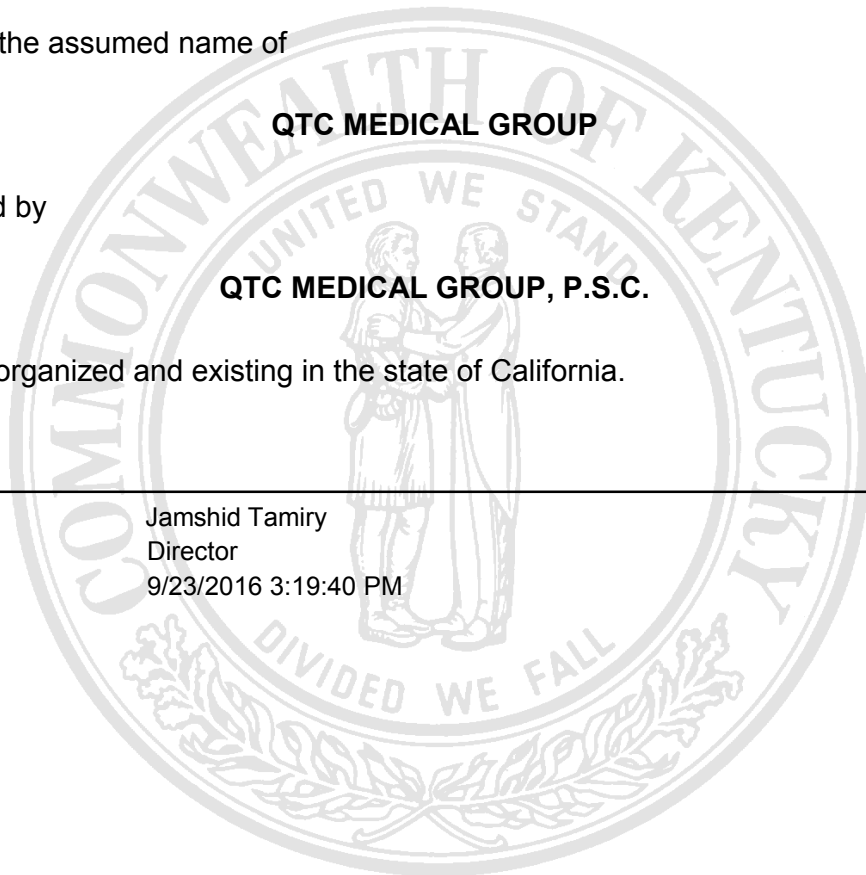 the assumed name of
QTC MEDICAL GROUP
d by
QTC MEDICAL GROUP, P.S.C.
organized and existing in the state of California.
Jamshid Tamiry
Director
9/23/2016 3:19:40 PM
COMMONWEALTH OF KENTUCKY
UNITED WE STAND
DIVIDED WE FALL